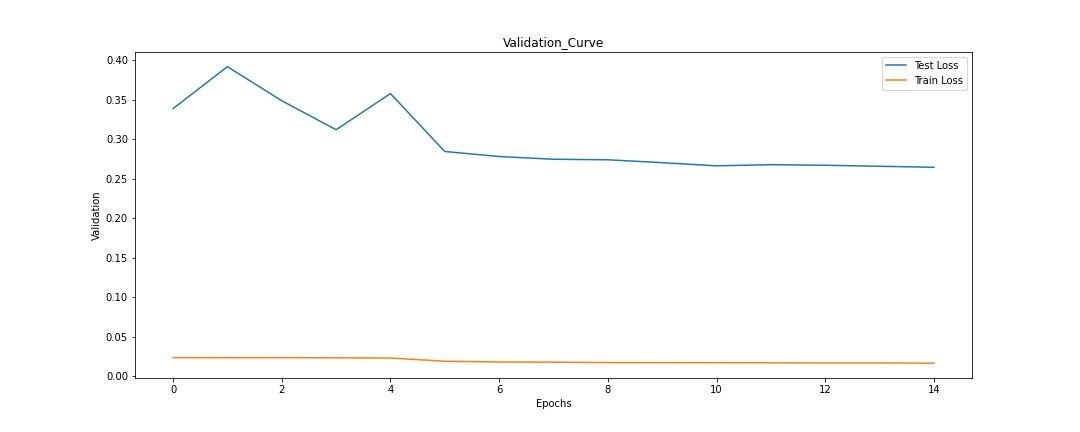 Validation_Curve
Test Loss
Train Loss
0.40
0.35
0.30
0.25
0.20
0.15
0.10
0.05
0.00
Validation
0 2 4 6 8 10 12 14
Epochs